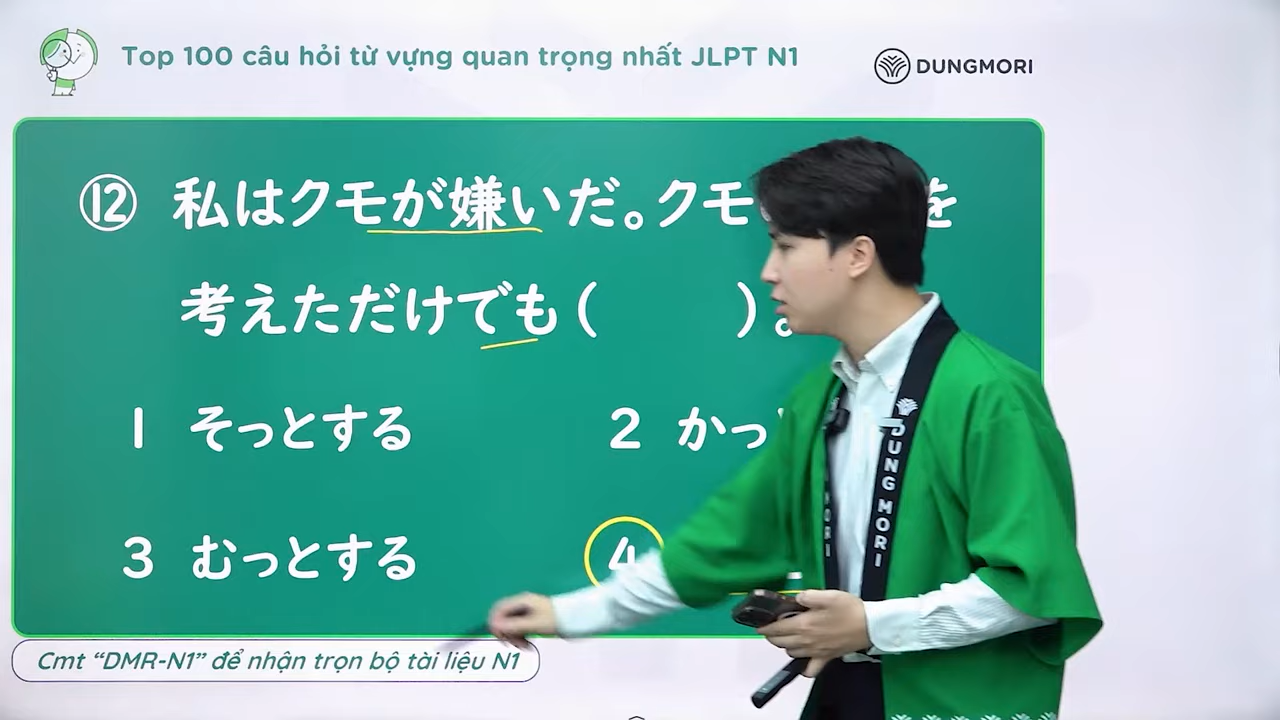 Top 100 câu hỏi từ vựng quan trọng nhất JLPT N1
DUNGMORI
⑫ 私はクモが嫌いだ。クモ を
考えただけでも( )。
1 そっとする
2 かっ
3 むっとする
4
DUNG MORI
Cmt “DMR-N1” để nhận trọn bộ tài liệu N1